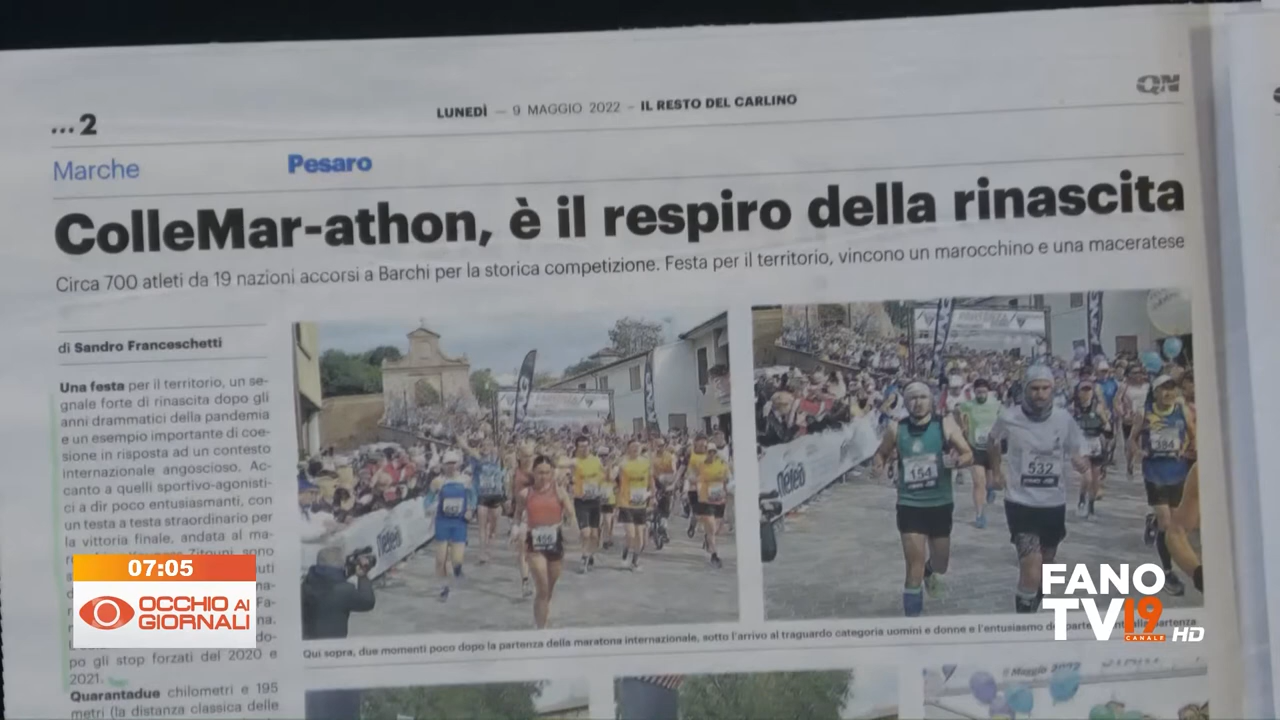 ...2
LUNEDÌ — 9 MAGGIO 2022 – IL RESTO DEL CARLINO
QN
Marche
Pesaro
ColleMar-athon, è il respiro della rinascita
Circa 700 atleti da 19 nazioni accorsi a Barchi per la storica competizione. Festa per il territorio, vincono un marocchino e una maceratese
di Sandro Franceschetti
Una festa per il territorio, un se-
gnale forte di rinascita dopo gli
anni drammatici della pandemia
e un esempio importante di coe-
sione in risposta ad un contesto
internazionale angoscioso. Ac-
canto a quelli sportivo-agonisti-
ci a dir poco entusiasmanti, con
un testa a testa straordinario per
la vittoria finale, andata al ma-
Zitouni, sono
po gli stop forzati del 2020 e
2021.
Quarantadue chilometri e 195
metri (la distanza classica delle
154
532
384
Qui sopra, due momenti poco dopo la partenza della maratona internazionale, sotto l'arrivo al traguardo categoria uomini e donne e l'entusiasmo
07:05
OCCHIO AI
GIORNALI
FANO
TV19
CANALE
HD